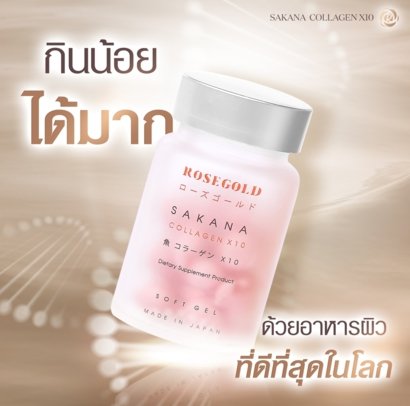 SAKANA COLLAGEN X10
กินน้อย
ได้มาก
ROSEGOLD
ローズゴールド
SAKANA
COLLAGEN X10
魚 コラーゲン X10
Dietary Supplement Product
SOFT GEL
MADE IN JAPAN
ด้วยอาหารผิว
ที่ดีที่สุดในโลก